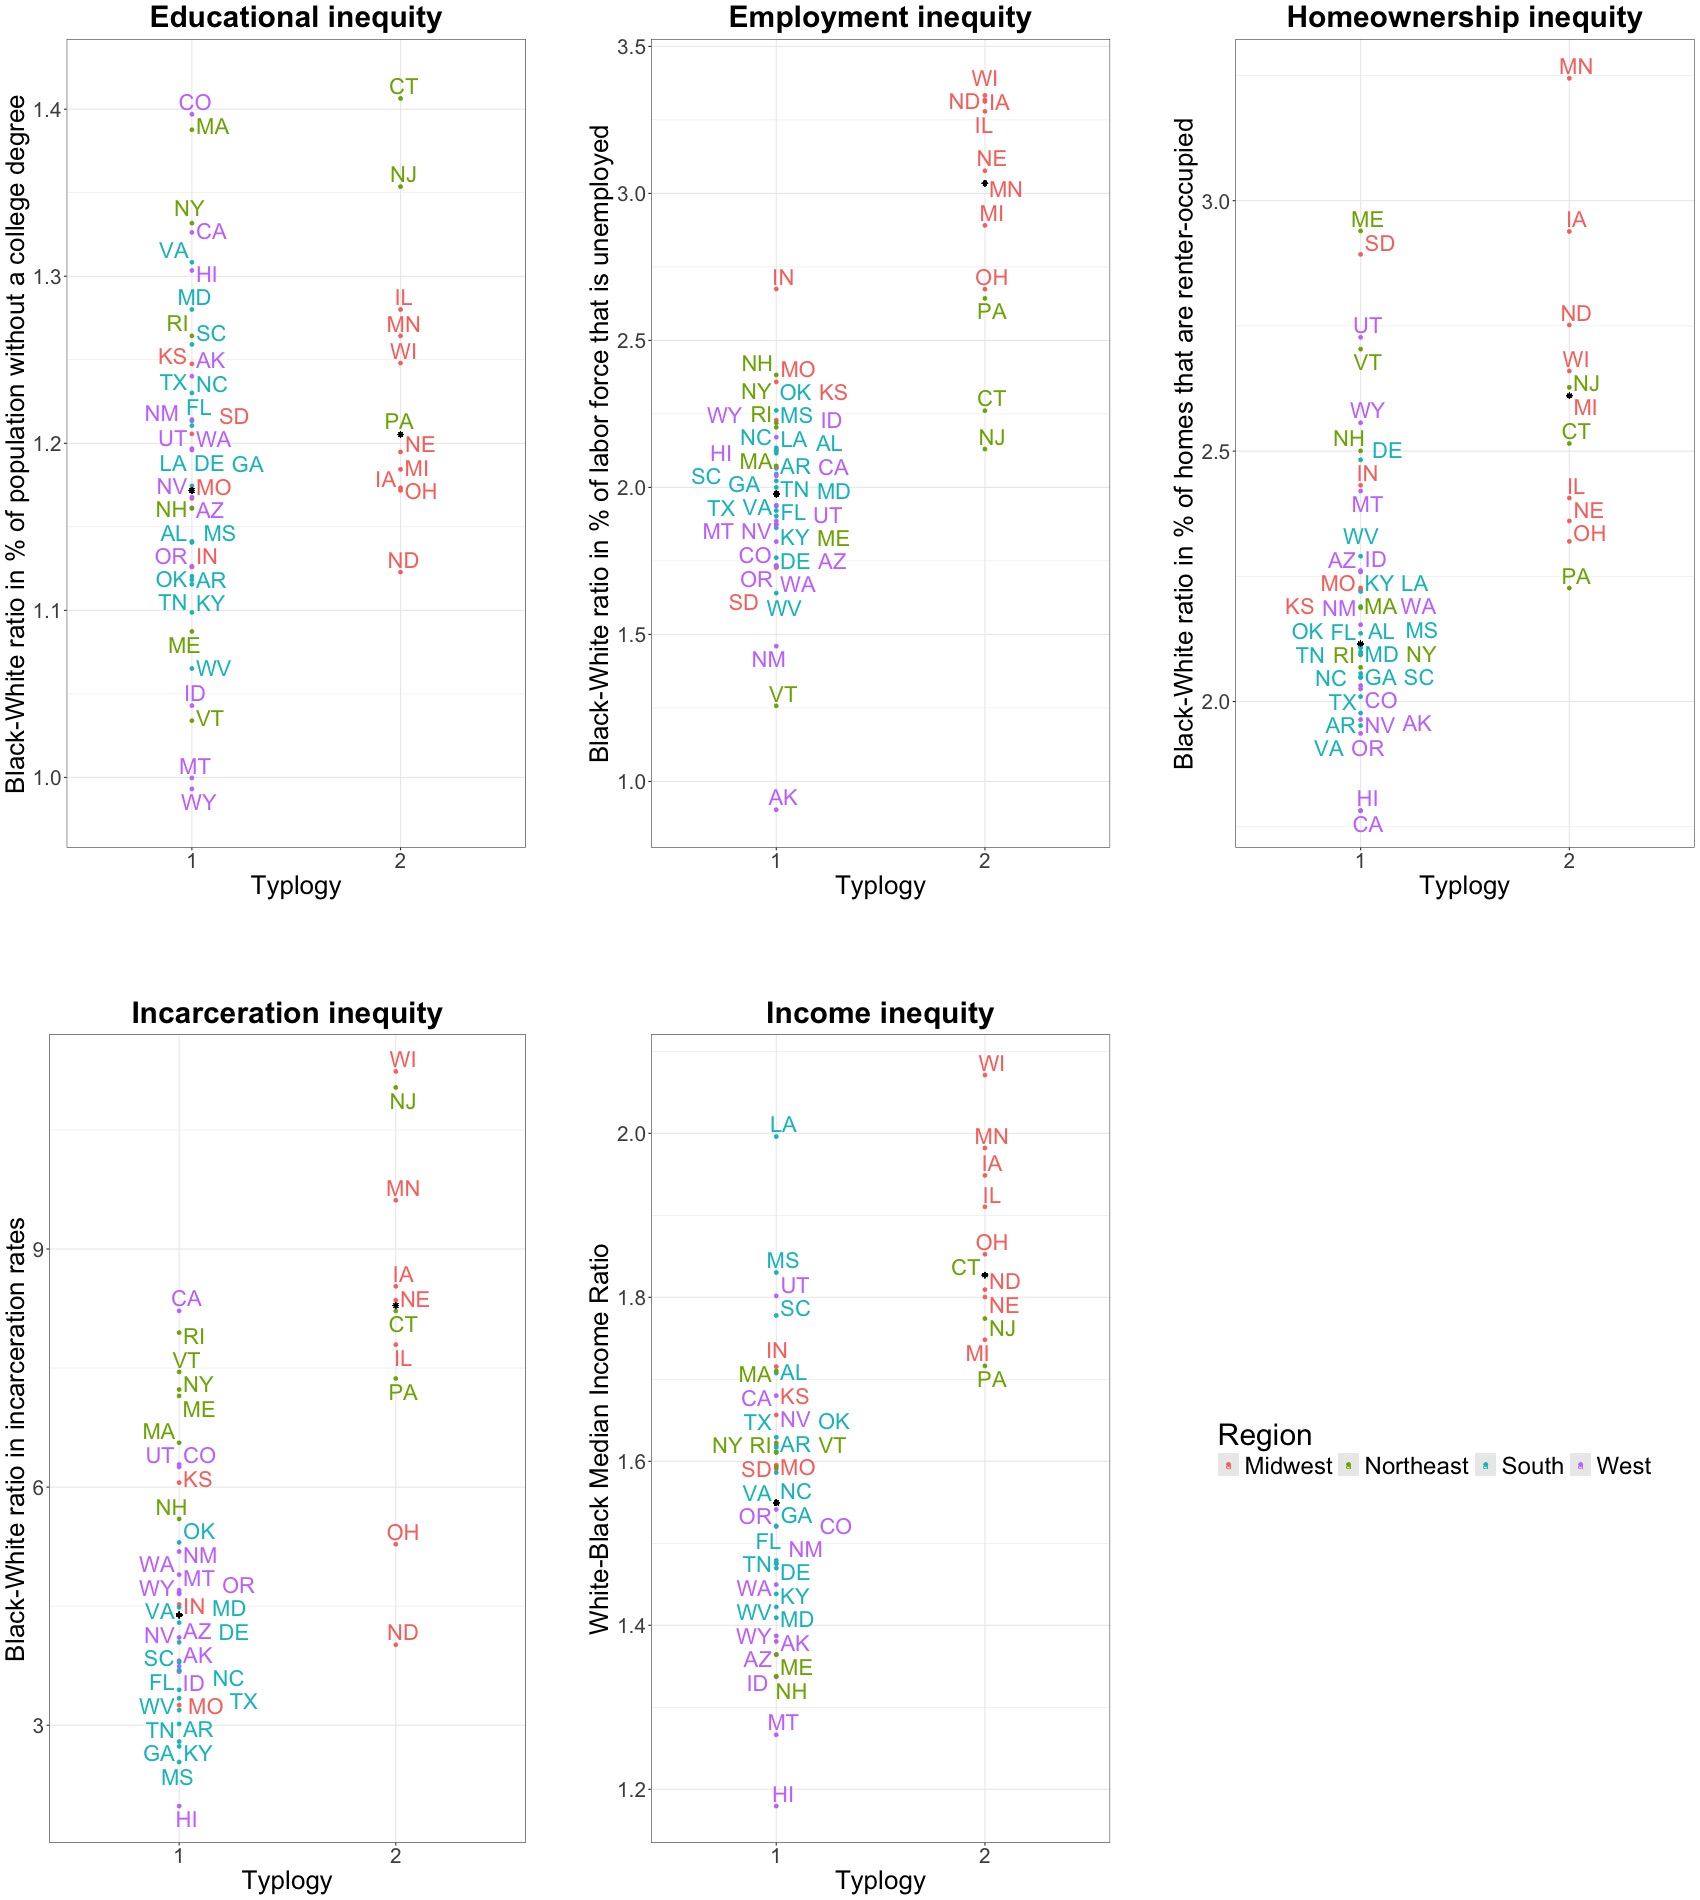 Educational inequity
Black-White ratio in % of population without a college degree
1.4
1.3
1.2
1.1
1.0
CO
MA
NY
CA
VA
HI
MD
RI
SC
KS AK
TX NC
FL
NM SD
UT WA
LA DE GA
NV MO
NH AZ
AL MS
OR IN
OK AR
TN KY
ME
WV
ID
VT
MT
WY
CT
NJ
IL
MN
WI
PA
NE
MI
IA
OH
ND
1 2
Typlogy
Employment inequity
Black-White ratio in % of labor force that is unemployed
3.5
3.0
2.5
2.0
1.5
1.0
IN
NH MO
NY OK KS
WY RI MS ID
NC LA AL
HI MA AR CA
SC GA TN MD
TX VA FL UT
MT NV KY ME
CO DE AZ
OR WA
SD WV
NM
VT
AK
WI
ND IA
IL
NE
MN
MI
OH
PA
CT
NJ
1 2
Typlogy
Homeownership inequity
Black-White ratio in % of homes that are renter-occupied
3.0
2.5
2.0
ME
SD
UT
VT
WY
NH
DE
IN
MT
WV
AZ ID
MO KY LA
KS NM MA WA
OK FL AL MS
TN RI MD NY
NC GA SC
TX CO
AR NV AK
VA OR
HI
CA
MN
IA
ND
WI
NJ
MI
CT
IL
NE
OH
PA
1 2
Typlogy
Incarceration inequity
Black-White ratio in incarceration rates
9
6
3
CA
RI
VT
NY
ME
MA
UT CO
KS
NH
OK
NM
WA
MT
WY OR
VA IN MD
NV AZ DE
SC AK
FL ID NC
WV MO TX
TN AR
GA KY
MS
HI
WI
NJ
MN
IA
NE
CT
IL
PA
OH
ND
1 2
Typlogy
Income inequity
White-Black Median Income Ratio
2.0
1.8
1.6
1.4
1.2
LA
MS
UT
SC
IN
MA AL
CA KS
TX NV OK
NY RI AR VT
SD MO
VA NC
OR GA
CO
FL
NM
TN DE
WA KY
WV MD
WY AK
AZ ME
ID NH
MT
HI
WI
MN
IA
IL
OH
CT
ND
NE
NJ
MI
PA
1 2
Typlogy
Region
Midwest Northeast South West